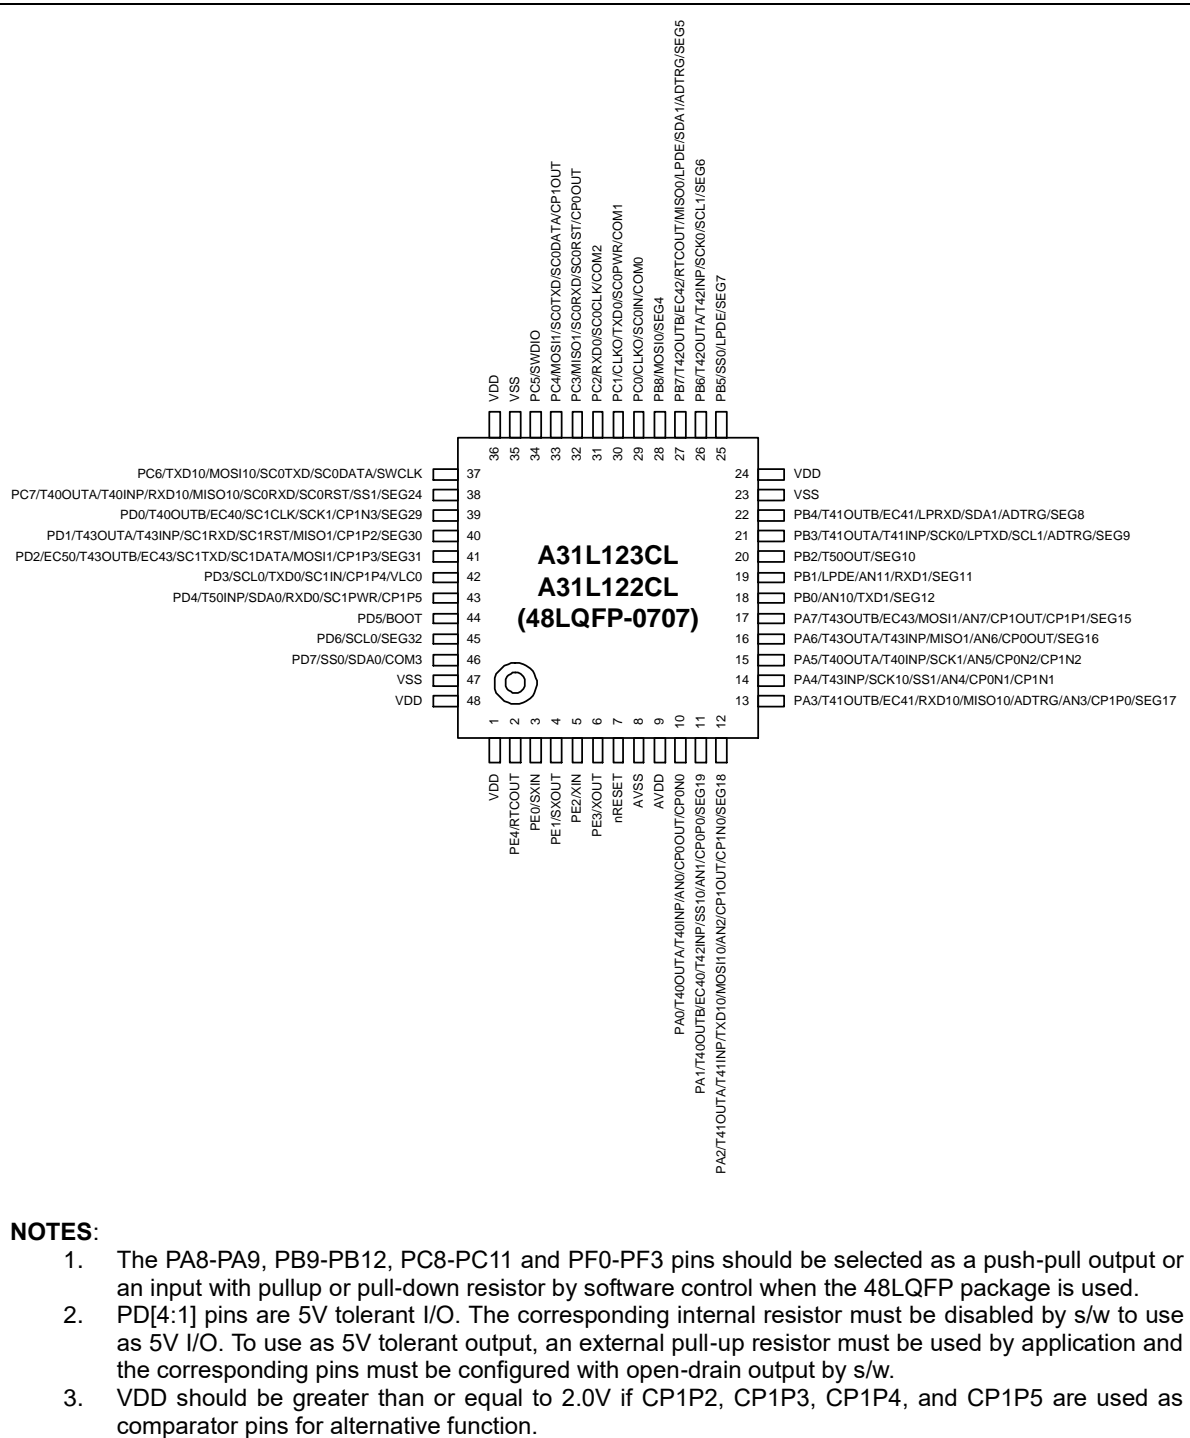 PB7/T42OUTB/EC42/RTCOUT/MISO0/LPDE/SDA1/ADTRG/SEG5
PC4/MOSI1/SC0TXD/SC0DATA/CP1OUT
PC3/MISO1/SC0RXD/SC0RST/CP0OUT
PC1/CLKO/TXD0/SC0PWR/COM1
PB6/T42OUTA/T42INP/SCK0/SCL1/SEG6
PC2/RXD0/SC0CLK/COM2
PC0/CLKO/SC0IN/COM0
PB8/MOSI0/SEG4
PB5/SS0/LPDE/SEG7
PC5/SWDIO
VDD
VSS
36 35 34 33 32 31 30 29 28 27 26 25
PC6/TXD10/MOSI10/SC0TXD/SC0DATA/SWCLK 37
PC7/T40OUTA/T40INP/RXD10/MISO10/SC0RXD/SC0RST/SS1/SEG24 38
PD0/T40OUTB/EC40/SC1CLK/SCK1/CP1N3/SEG29 39
PD1/T43OUTA/T43INP/SC1RXD/SC1RST/MISO1/CP1P2/SEG30 40
PD2/EC50/T43OUTB/EC43/SC1TXD/SC1DATA/MOSI1/CP1P3/SEG31 41
PD3/SCL0/TXD0/SC1IN/CP1P4/VLC0 42
PD4/T50INP/SDA0/RXD0/SC1PWR/CP1P5 43
PD5/BOOT 44
PD6/SCL0/SEG32 45
PD7/SS0/SDA0/COM3 46
VSS 47
VDD 48
A31L123CL
A31L122CL
(48LQFP-0707)
24 VDD
23 VSS
22 PB4/T41OUTB/EC41/LPRXD/SDA1/ADTRG/SEG8
21 PB3/T41OUTA/T41INP/SCK0/LPTXD/SCL1/ADTRG/SEG9
20 PB2/T50OUT/SEG10
19 PB1/LPDE/AN11/RXD1/SEG11
18 PB0/AN10/TXD1/SEG12
17 PA7/T43OUTB/EC43/MOSI1/AN7/CP1OUT/CP1P1/SEG15
16 PA6/T43OUTA/T43INP/MISO1/AN6/CP0OUT/SEG16
15 PA5/T40OUTA/T40INP/SCK1/AN5/CP0N2/CP1N2
14 PA4/T43INP/SCK10/SS1/AN4/CP0N1/CP1N1
13 PA3/T41OUTB/EC41/RXD10/MISO10/ADTRG/AN3/CP1P0/SEG17
1 2 3 4 5 6 7 8 9 10 11 12
VDD
PE4/RTCOUT
PE0/SXIN
PE1/SXOUT
PE2/XIN
PE3/XOUT
nRESET
AVSS
AVDD
PA0/T40OUTA/T40INP/AN0/CP0OUT/CP0N0
PA1/T40OUTB/EC40/T42INP/SS10/AN1/CP0P0/SEG19
PA2/T41OUTA/T41INP/TXD10/MOSI10/AN2/CP1OUT/CP1N0/SEG18
NOTES:
1. The PA8-PA9, PB9-PB12, PC8-PC11 and PF0-PF3 pins should be selected as a push-pull output or
an input with pullup or pull-down resistor by software control when the 48LQFP package is used.
2. PD[4:1] pins are 5V tolerant I/O. The corresponding internal resistor must be disabled by s/w to use
as 5V I/O. To use as 5V tolerant output, an external pull-up resistor must be used by application and
the corresponding pins must be configured with open-drain output by s/w.
3. VDD should be greater than or equal to 2.0V if CP1P2, CP1P3, CP1P4, and CP1P5 are used as
comparator pins for alternative function.